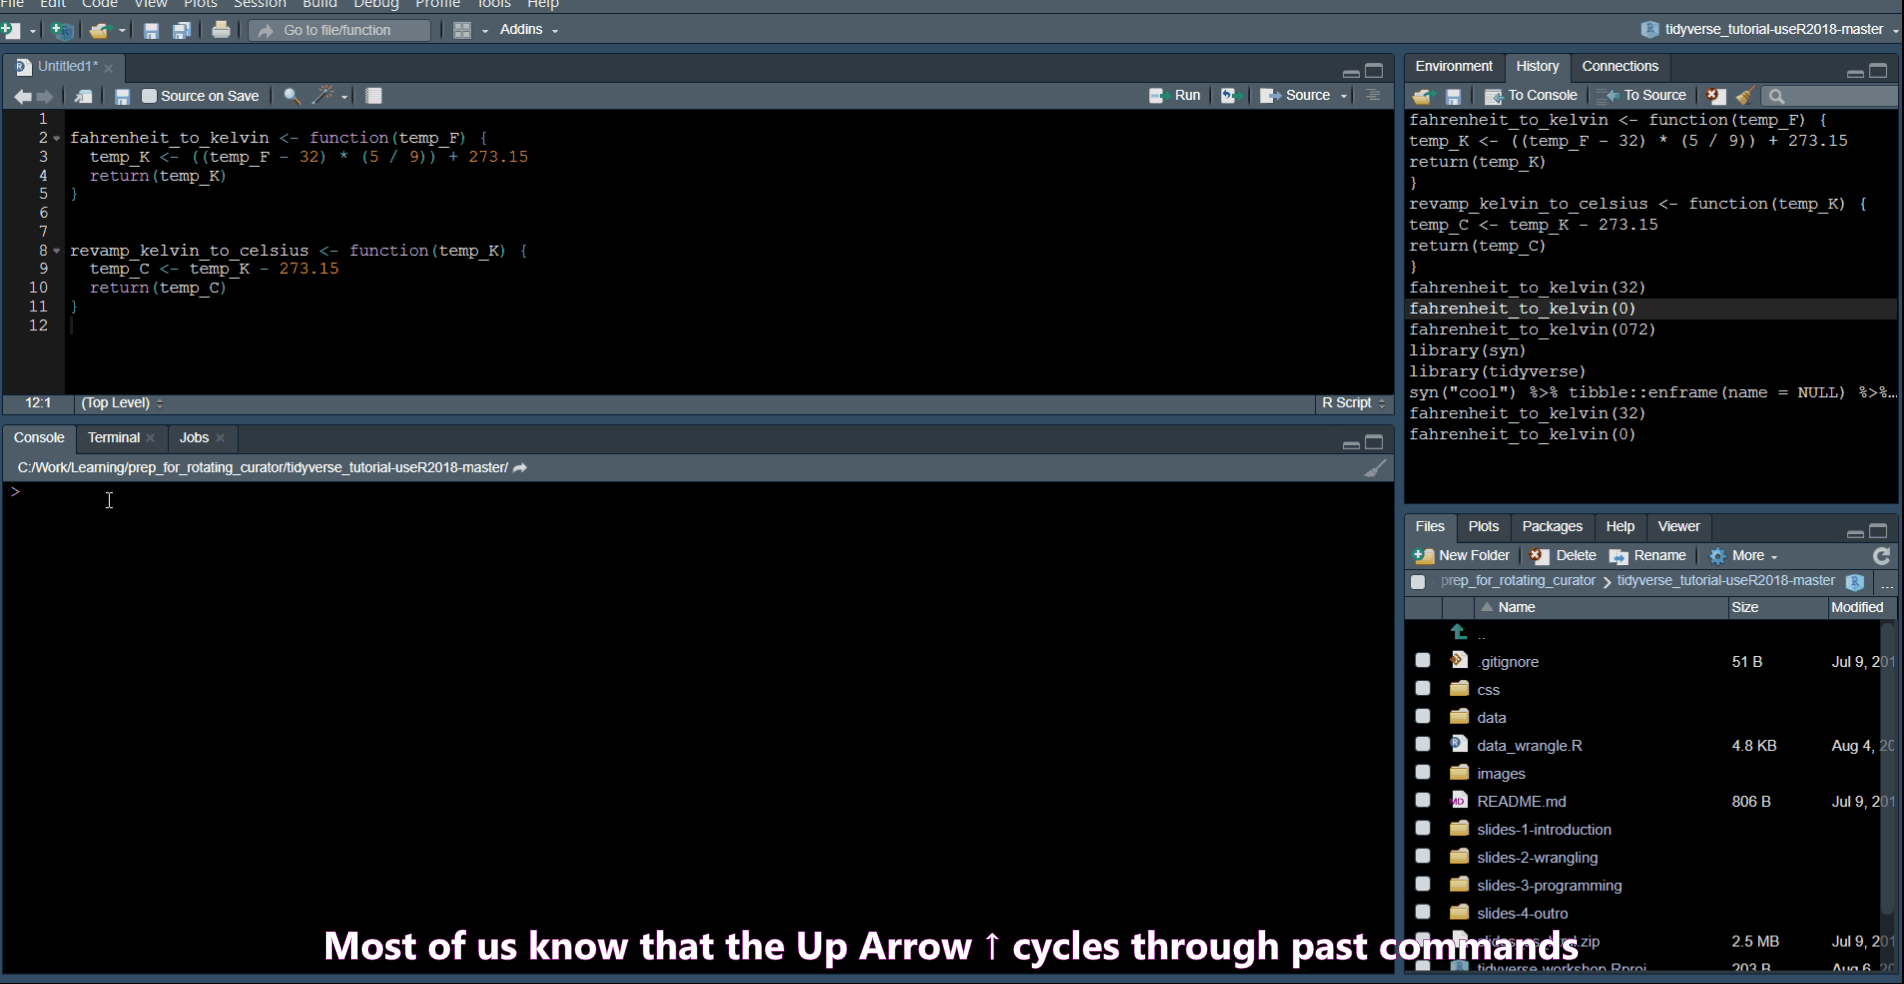 File Edit Code View Plots Session Build Debug Profile Tools Help
Go to file/function Addins tidyverse_tutorial-useR2018-master
Untitled1*
Source on Save Run Source
1
2 fahrenheit_to_kelvin <- function(temp_F) {
3 temp_K <- ((temp_F - 32) * (5 / 9)) + 273.15
4 return(temp_K)
5 }
6
7
8 revamp_kelvin_to_celsius <- function(temp_K) {
9 temp_C <- temp_K - 273.15
10 return(temp_C)
11 }
12
12:1 (Top Level) R Script
Console Terminal Jobs
C:/Work/Learning/prep_for_rotating_curator/tidyverse_tutorial-useR2018-master/
>
Environment History Connections
To Console To Source
fahrenheit_to_kelvin <- function(temp_F) {
temp_K <- ((temp_F - 32) * (5 / 9)) + 273.15
return(temp_K)
}
revamp_kelvin_to_celsius <- function(temp_K) {
temp_C <- temp_K - 273.15
return(temp_C)
}
fahrenheit_to_kelvin(32)
fahrenheit_to_kelvin(0)
fahrenheit_to_kelvin(072)
library(syn)
library(tidyverse)
syn("cool") %>% tibble::enframe(name = NULL) %>%...
fahrenheit_to_kelvin(32)
fahrenheit_to_kelvin(0)
Files Plots Packages Help Viewer
New Folder Delete Rename More
prep_for_rotating_curator > tidyverse_tutorial-useR2018-master ...
Name Size Modified
..
.gitignore 51 B Jul 9, 201
css
data
data_wrangle.R 4.8 KB Aug 4, 20
images
README.md 806 B Jul 9, 201
slides-1-introduction
slides-2-wrangling
slides-3-programming
slides-4-outro
.zip 2.5 MB Jul 9, 201
tidyverse_workshop.Rproj 203 B Aug 6, 20
Most of us know that the Up Arrow ↑ cycles through past commands